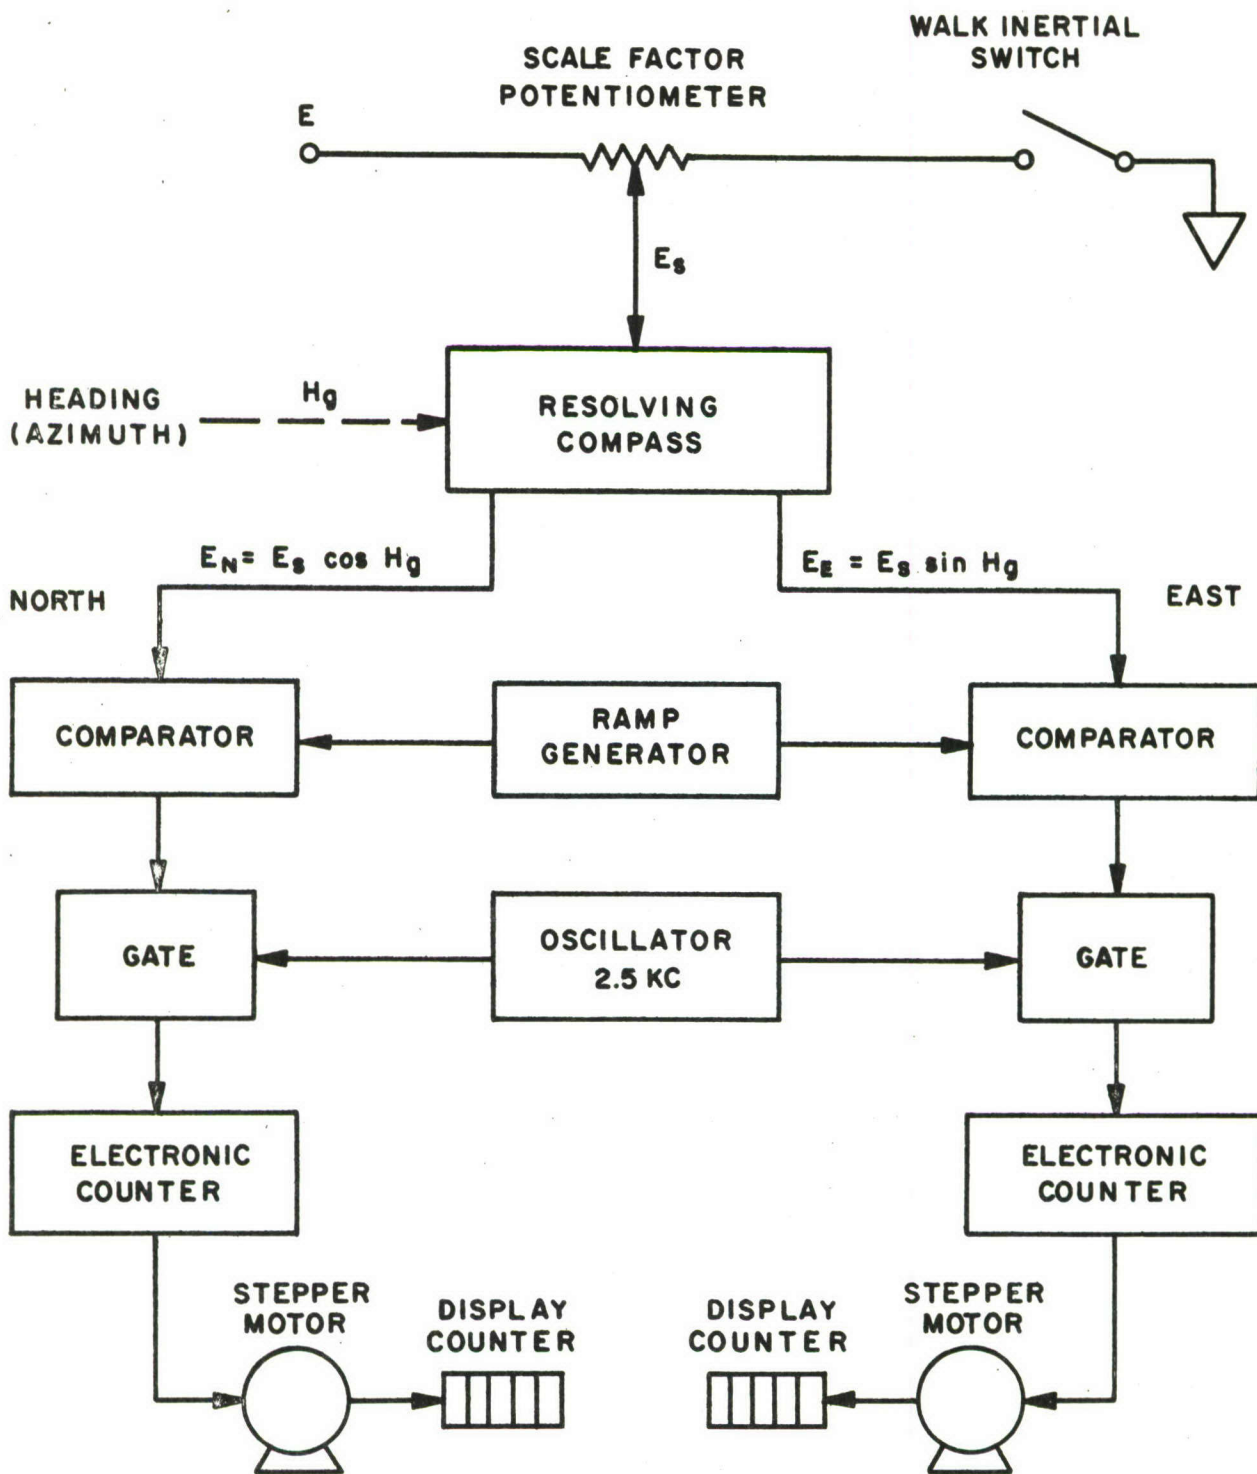 WALK INERTIAL
SWITCH
SCALE FACTOR
POTENTIOMETER
E
Es
HEADING
(AZIMUTH)
Hg
RESOLVING
COMPASS
EN = Es cos Hg
EE = Es sin Hg
NORTH
EAST
COMPARATOR
RAMP
GENERATOR
COMPARATOR
GATE
OSCILLATOR
2.5 KC
GATE
ELECTRONIC
COUNTER
ELECTRONIC
COUNTER
STEPPER
MOTOR
DISPLAY
COUNTER
DISPLAY
COUNTER
STEPPER
MOTOR